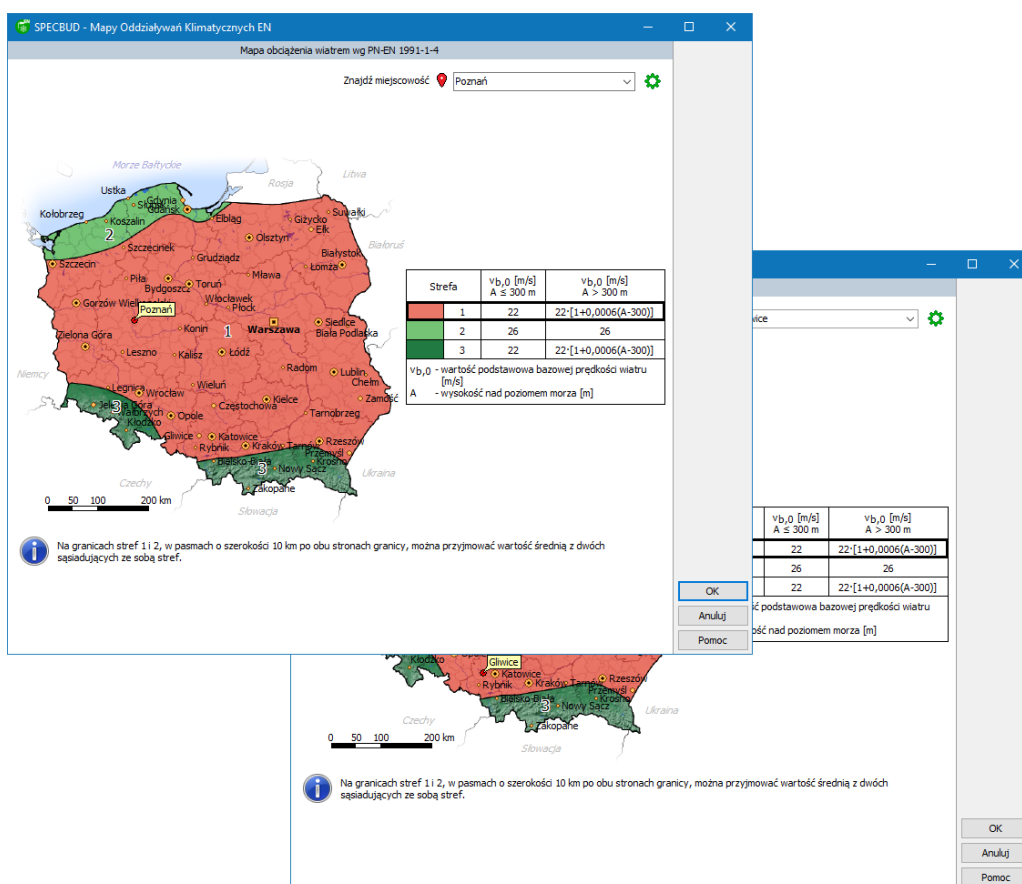 SPECBUD - Mapy Oddziaływań Klimatycznych EN
Mapa obciążenia wiatrem wg PN-EN 1991-1-4
Znajdź miejscowość
Poznań
Morze Bałtyckie
Litwa
Rosja
Ustka
Gdynia
Słupsk
Gdańsk
Suwałki
Kołobrzeg
Koszalin
Elbląg
Giżycko
Ełk
2
Olsztyn
Białoruś
Szczecinek
Białystok
Szczecin
Grudziądz
Łomża
Piła
Mława
Bydgoszcz
Toruń
Gorzów Wielkopolski
Włocławek
Płock
Poznań
Konin
1
Warszawa
Siedlce
Biała Podlaska
Zielona Góra
Leszno
Kalisz
Łódź
Niemcy
Radom
Lublin
Chełm
Legnica
Wrocław
Wieluń
Kielce
Zamość
Jelenia Góra
3
Wałbrzych
Częstochowa
Tarnobrzeg
Kłodzko
Opole
Gliwice
Katowice
Rzeszów
Rybnik
Kraków
Tarnów
Przemyśl
Bielsko-Biała
3
Nowy Sącz
Krosno
Zakopane
Ukraina
Czechy
Słowacja
0 50 100 200 km
Strefa
vb,0 [m/s]
A ≤ 300 m
vb,0 [m/s]
A > 300 m
1 22 22·[1+0,0006(A-300)]
2 26 26
3 22 22·[1+0,0006(A-300)]
vb,0 - wartość podstawowa bazowej prędkości wiatru
[m/s]
A - wysokość nad poziomem morza [m]
Na granicach stref 1 i 2, w pasmach o szerokości 10 km po obu stronach granicy, można przyjmować wartość średnią z dwóch
sąsiadujących ze sobą stref.
OK
Anuluj
Pomoc
wice
vb,0 [m/s]
A ≤ 300 m
vb,0 [m/s]
A > 300 m
22 22·[1+0,0006(A-300)]
26 26
22 22·[1+0,0006(A-300)]
ść podstawowa bazowej prędkości wiatru
ość nad poziomem morza [m]
Kłodzko
Gliwice
Katowice
Rybnik
Kraków
Tarnów
Rzeszów
Przemyśl
Bielsko-Biała
3
Nowy Sącz
Krosno
Zakopane
Ukraina
Czechy
Słowacja
0 50 100 200 km
Na granicach stref 1 i 2, w pasmach o szerokości 10 km po obu stronach granicy, można przyjmować wartość średnią z dwóch
sąsiadujących ze sobą stref.
OK
Anuluj
Pomoc